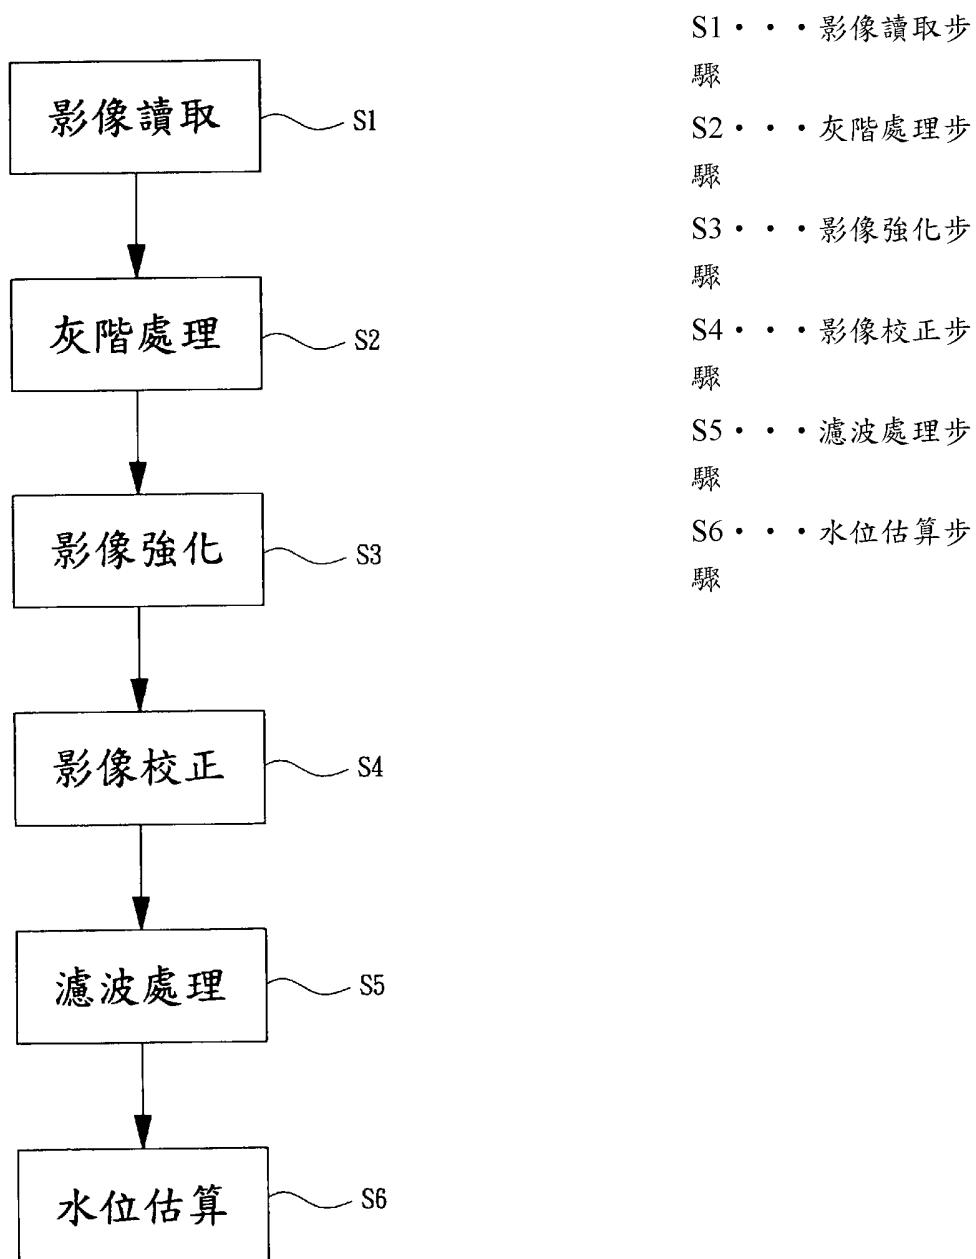 影像讀取
S1
灰階處理
S2
影像強化
S3
影像校正
S4
濾波處理
S5
水位估算
S6
S1・・・影像讀取步
驟
S2・・・灰階處理步
驟
S3・・・影像強化步
驟
S4・・・影像校正步
驟
S5・・・濾波處理步
驟
S6・・・水位估算步
驟